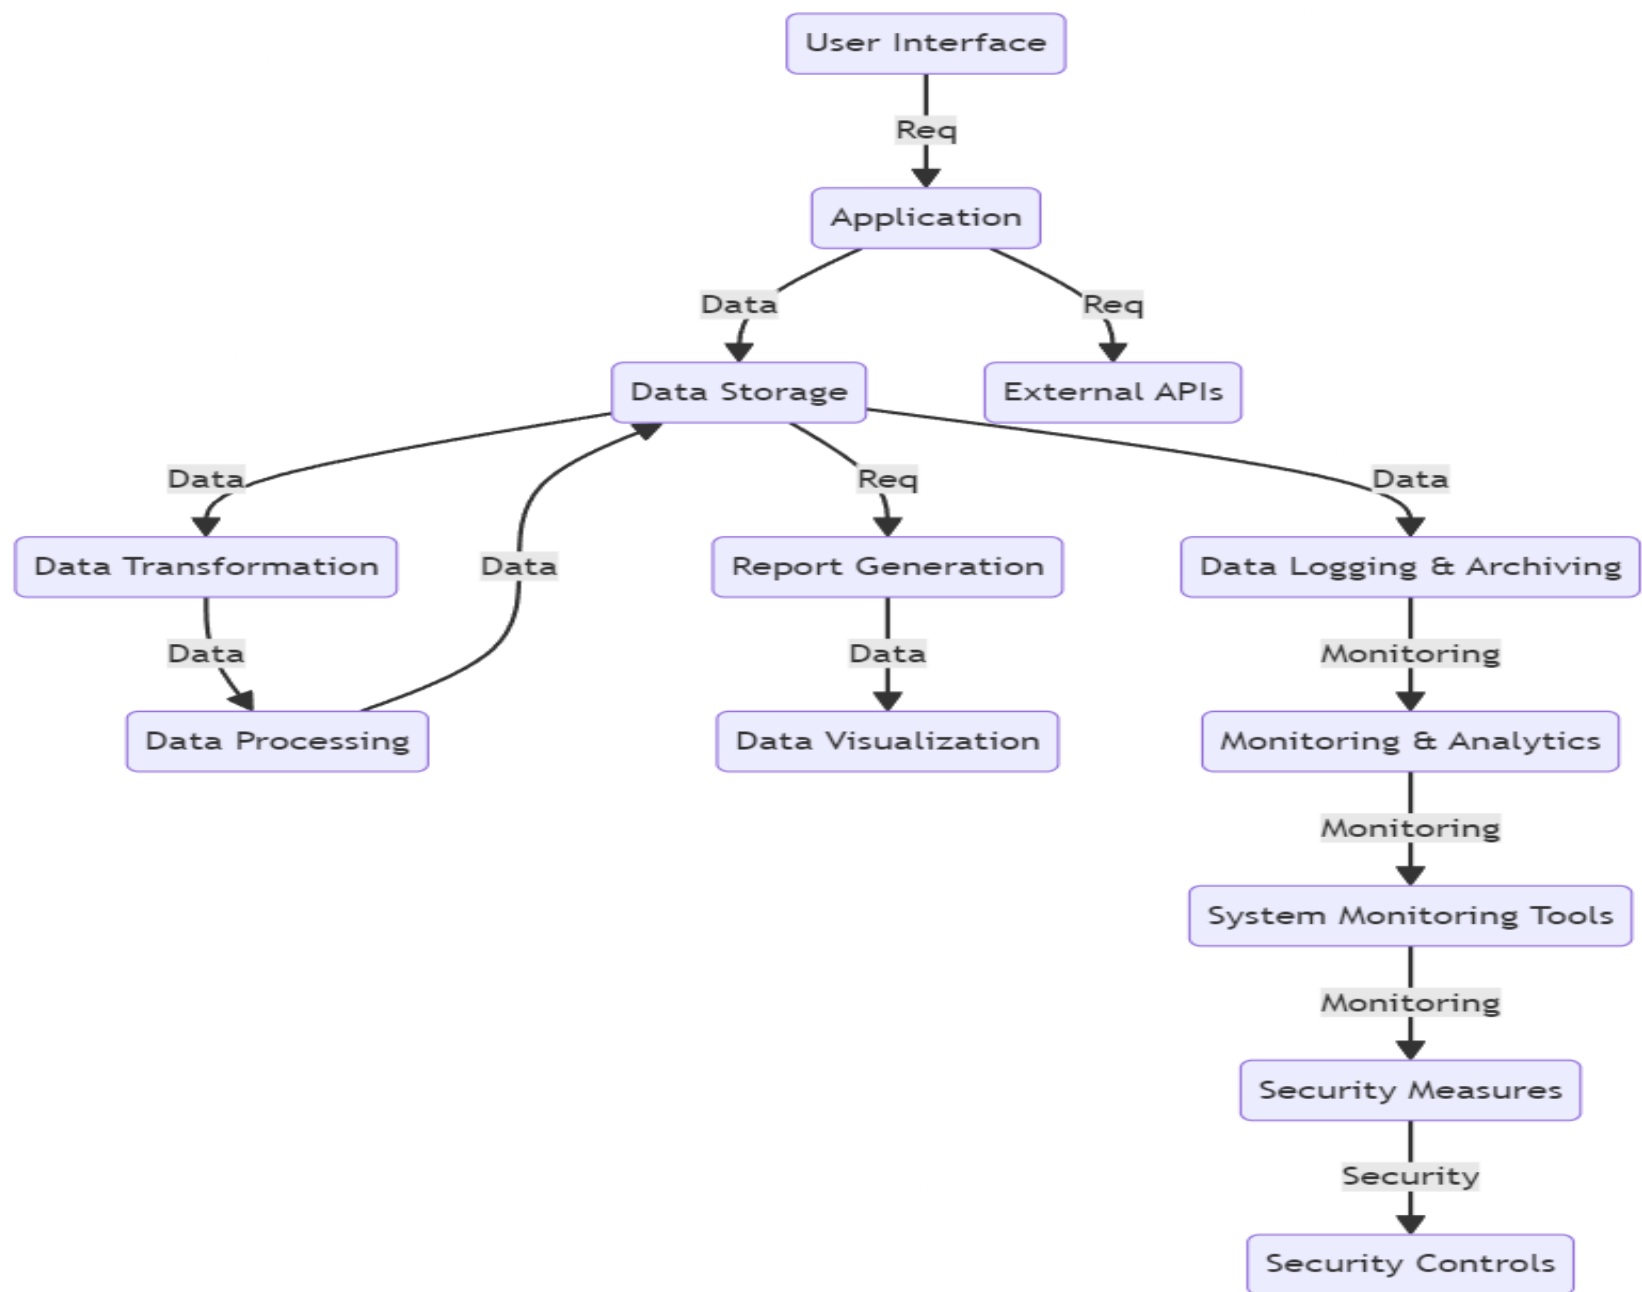 User Interface
Req
Application
Data
Req
Data Storage
External APIs
Data
Req
Data
Data Transformation
Data
Report Generation
Data Logging & Archiving
Data
Data
Monitoring
Data Processing
Data Visualization
Monitoring & Analytics
Monitoring
System Monitoring Tools
Monitoring
Security Measures
Security
Security Controls